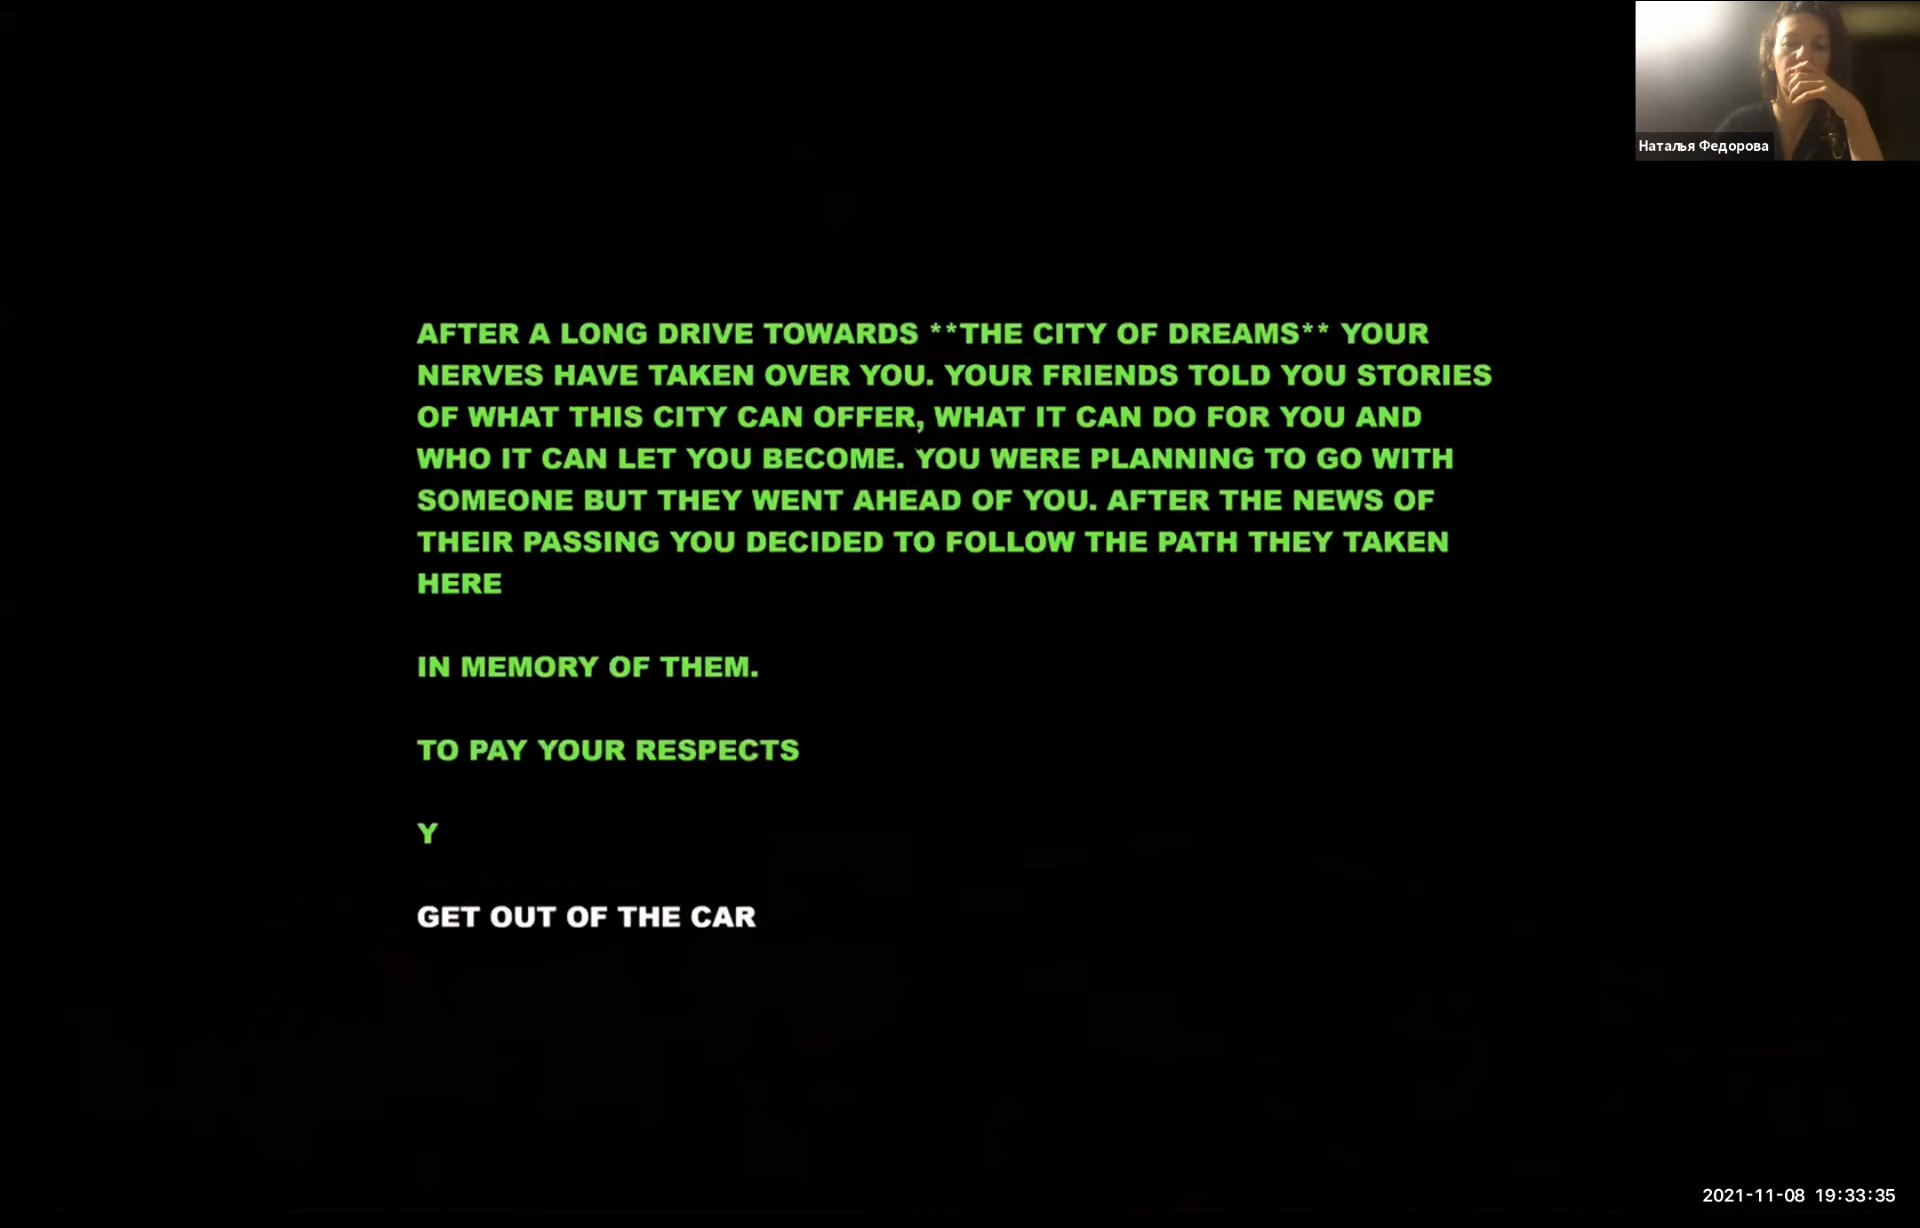 Наталья Федорова
AFTER A LONG DRIVE TOWARDS **THE CITY OF DREAMS** YOUR
NERVES HAVE TAKEN OVER YOU. YOUR FRIENDS TOLD YOU STORIES
OF WHAT THIS CITY CAN OFFER, WHAT IT CAN DO FOR YOU AND
WHO IT CAN LET YOU BECOME. YOU WERE PLANNING TO GO WITH
SOMEONE BUT THEY WENT AHEAD OF YOU. AFTER THE NEWS OF
THEIR PASSING YOU DECIDED TO FOLLOW THE PATH THEY TAKEN
HERE
IN MEMORY OF THEM.
TO PAY YOUR RESPECTS
Y
GET OUT OF THE CAR
2021-11-08 19:33:35